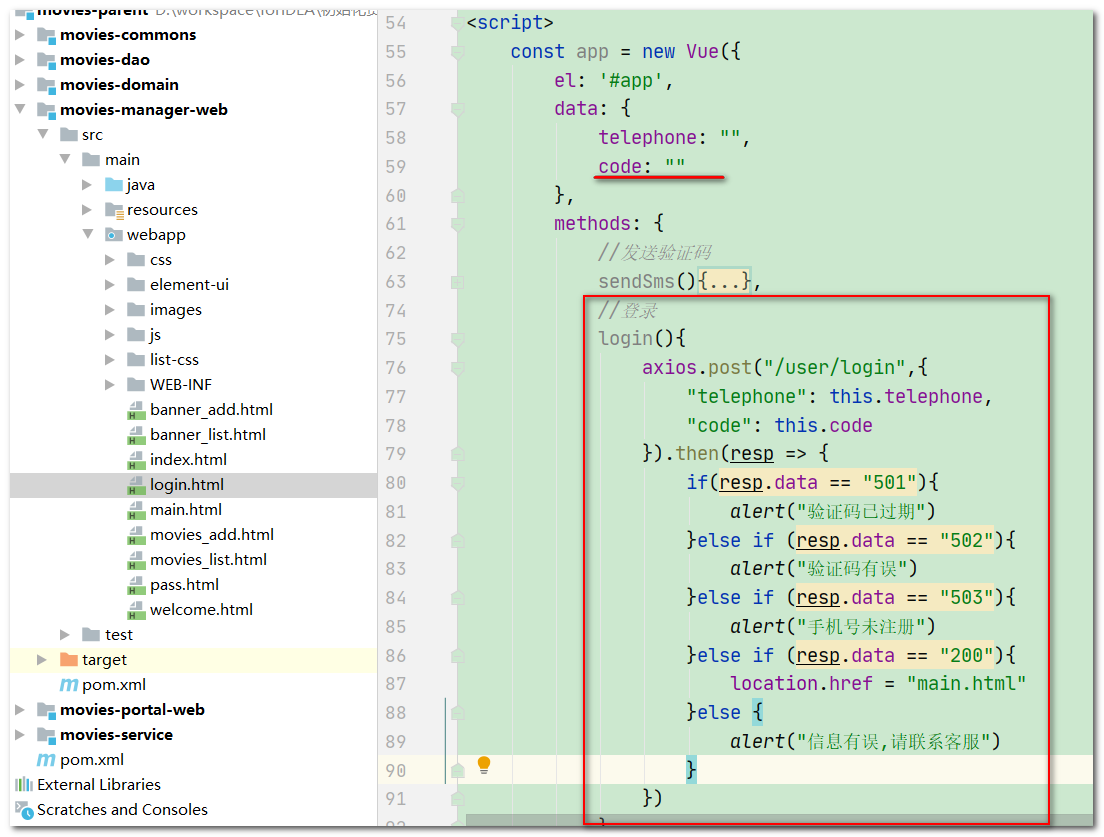 movies-parent D:\workspace\forIDEA\初始化资
movies-commons
movies-dao
movies-domain
movies-manager-web
src
main
java
resources
webapp
css
element-ui
images
js
list-css
WEB-INF
banner_add.html
banner_list.html
index.html
login.html
main.html
movies_add.html
movies_list.html
pass.html
welcome.html
test
target
pom.xml
movies-portal-web
movies-service
pom.xml
External Libraries
Scratches and Consoles
54 <script>
55 const app = new Vue({
56 el: '#app',
57 data: {
58 telephone: "",
59 code: ""
60 },
61 methods: {
62 //发送验证码
63 sendSms(){...},
74 //登录
75 login(){
76 axios.post("/user/login",{
77 "telephone": this.telephone,
78 "code": this.code
79 }).then(resp => {
80 if(resp.data == "501"){
81 alert("验证码已过期")
82 }else if (resp.data == "502"){
83 alert("验证码有误")
84 }else if (resp.data == "503"){
85 alert("手机号未注册")
86 }else if (resp.data == "200"){
87 location.href = "main.html"
88 }else {
89 alert("信息有误,请联系客服")
90 }
91 })